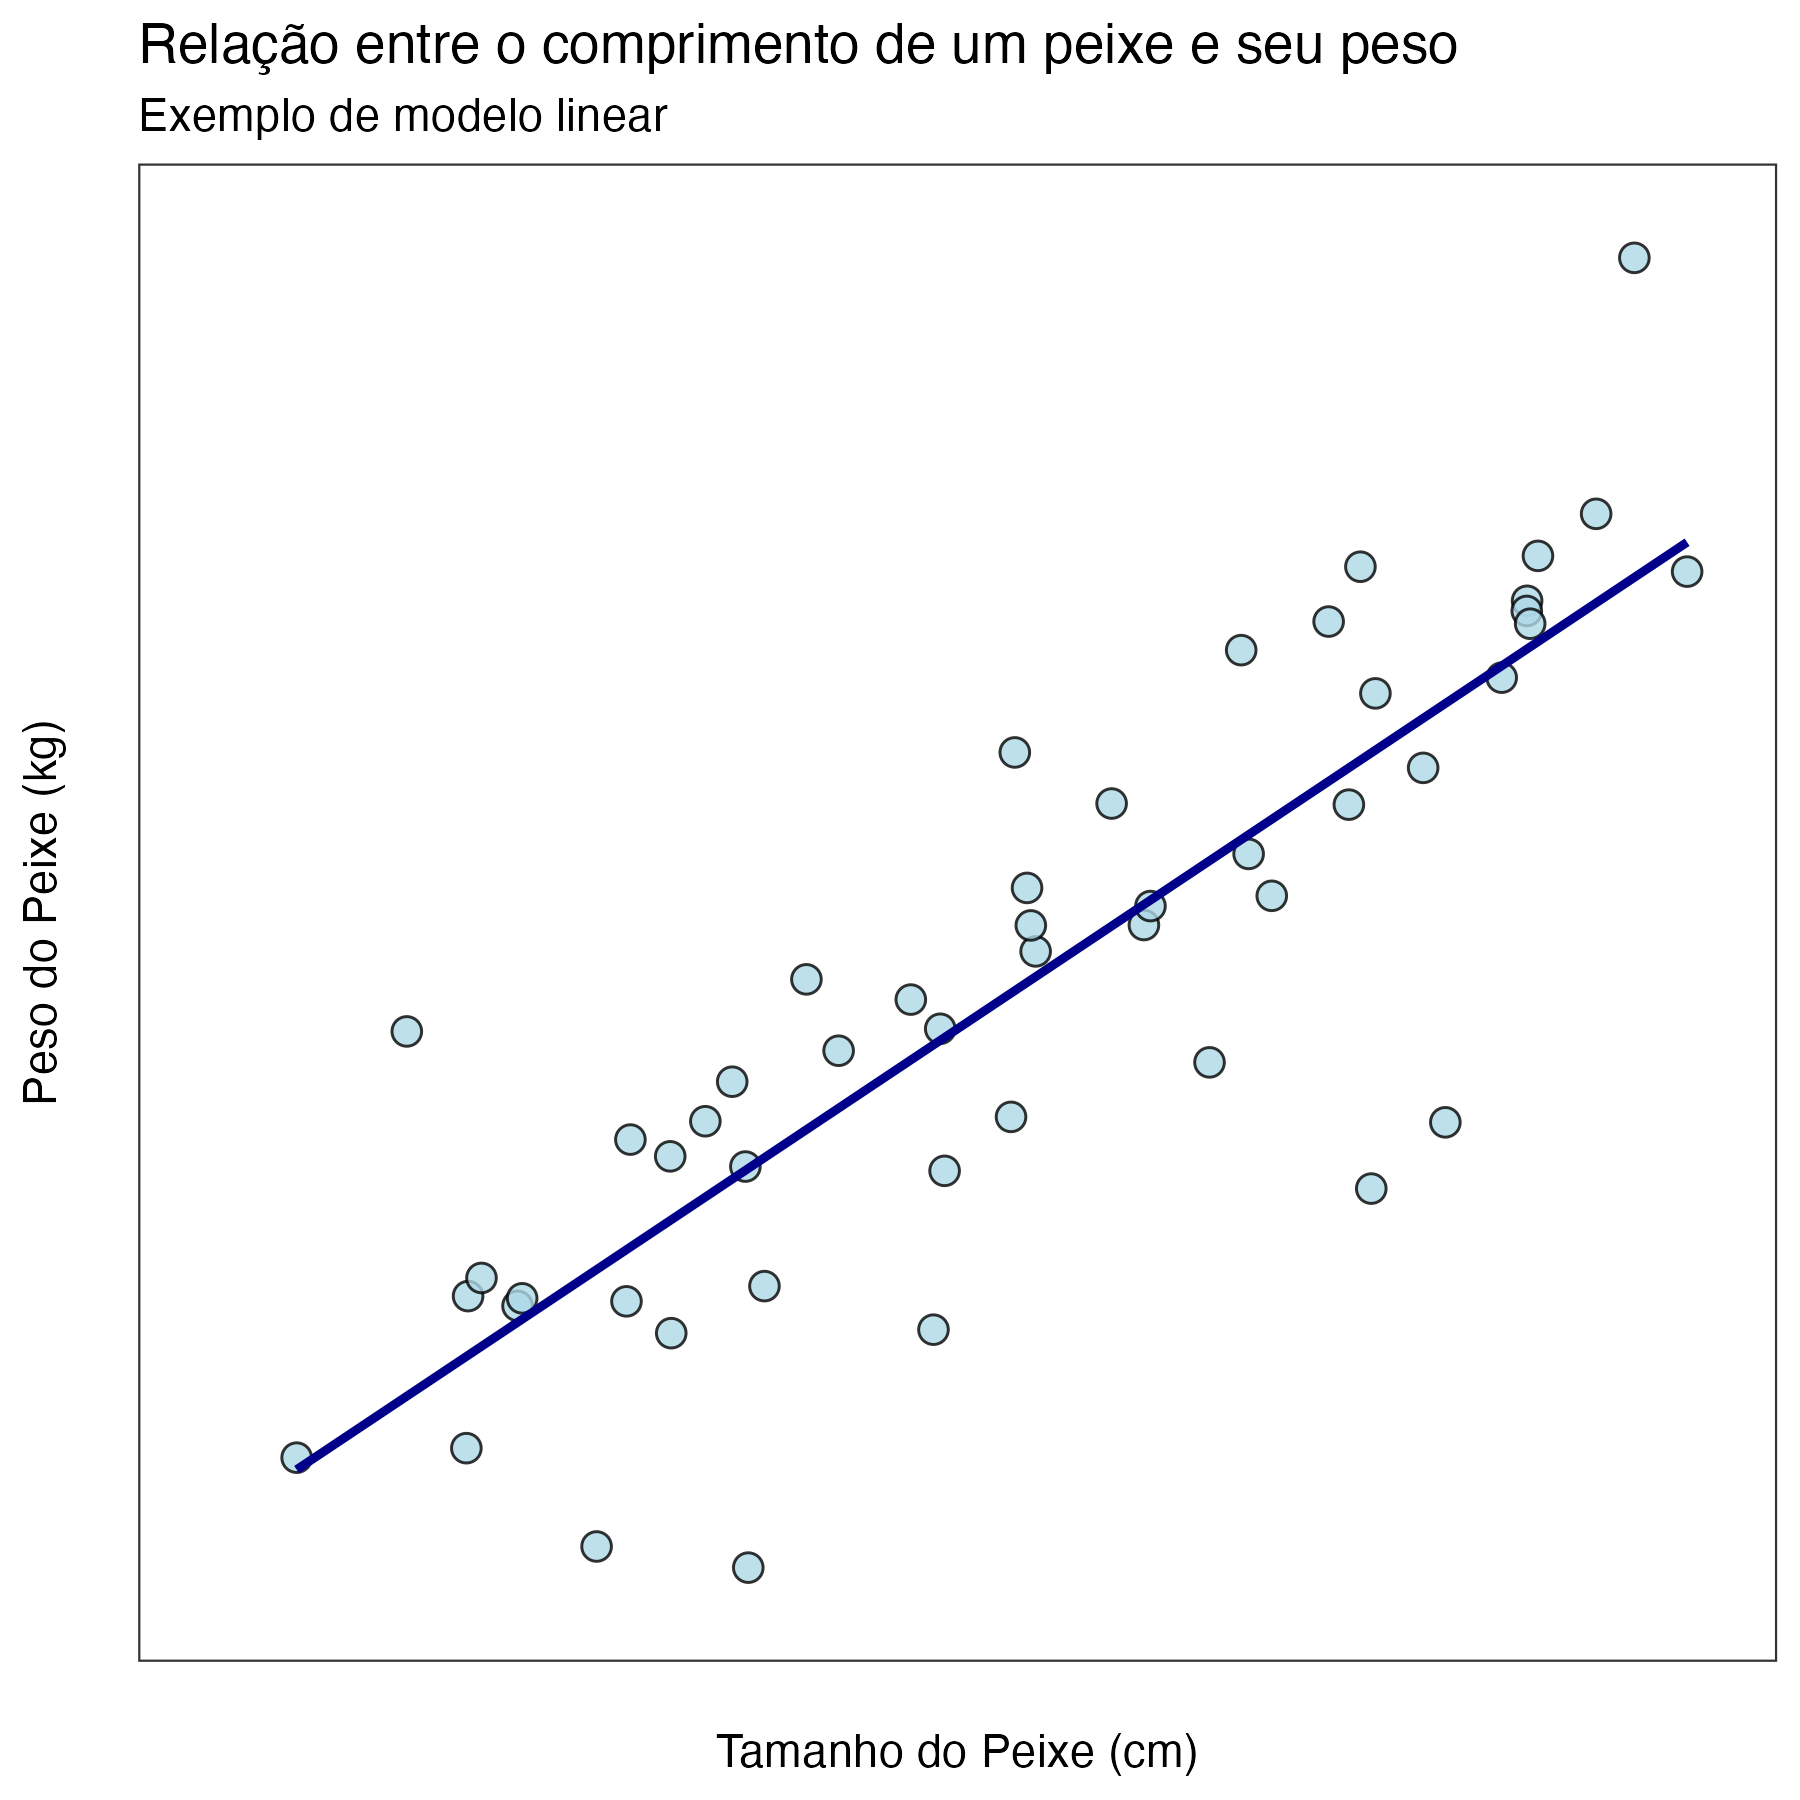 Relação entre o comprimento de um peixe e seu peso
Exemplo de modelo linear
Peso do Peixe (kg)
Tamanho do Peixe (cm)